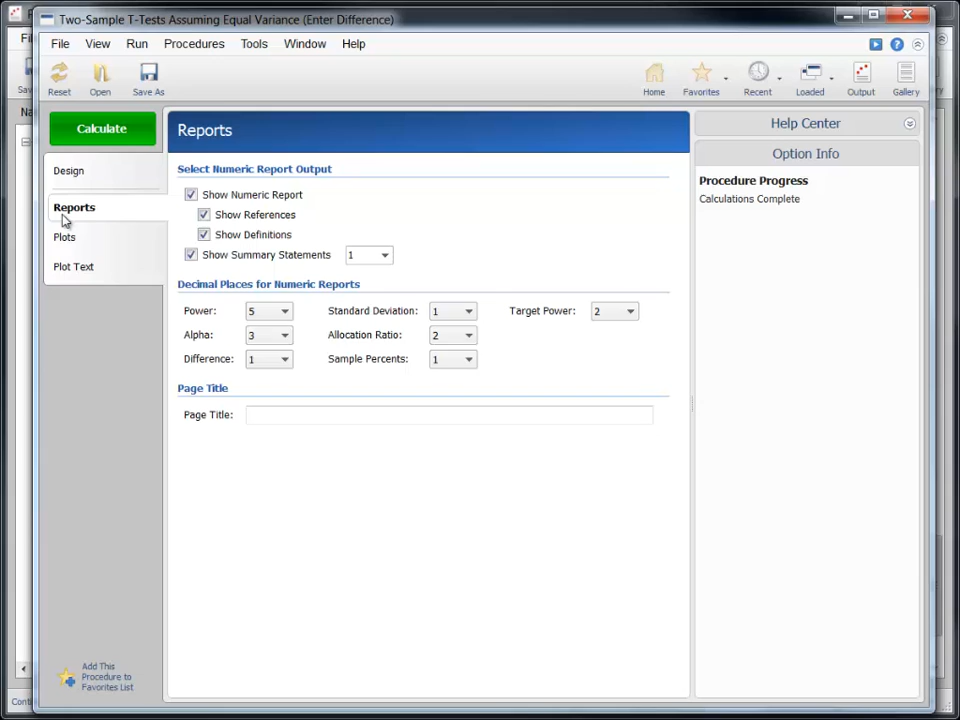 Two-Sample T-Tests Assuming Equal Variance (Enter Difference)
File View Run Procedures Tools Window Help
Reset Open Save As Home Favorites Recent Loaded Output Gallery
Calculate
Design
Reports
Plots
Plot Text
Add This
Procedure to
Favorites List
Reports
Select Numeric Report Output
Show Numeric Report
Show References
Show Definitions
Show Summary Statements 1
Decimal Places for Numeric Reports
Power: 5 Standard Deviation: 1 Target Power: 2
Alpha: 3 Allocation Ratio: 2
Difference: 1 Sample Percents: 1
Page Title
Page Title:
Help Center
Option Info
Procedure Progress
Calculations Complete